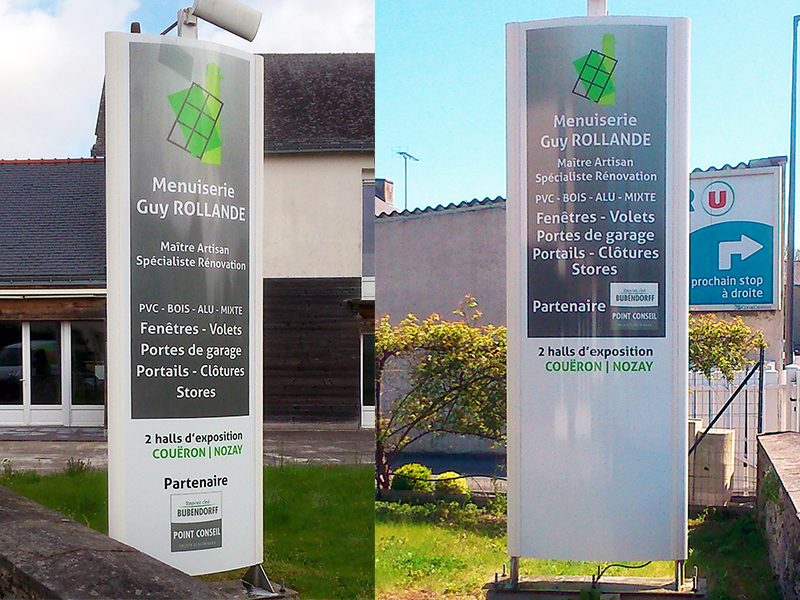 Menuiserie
Guy ROLLANDE
Maître Artisan
Spécialiste Rénovation
PVC - BOIS - ALU - MIXTE
Fenêtres - Volets
Portes de garage
Portails - Clôtures
Stores
2 halls d'exposition
COUËRON | NOZAY
Partenaire
BUBENDORFF
POINT CONSEIL
Menuiserie
Guy ROLLANDE
Maître Artisan
Spécialiste Rénovation
PVC - BOIS - ALU - MIXTE
Fenêtres - Volets
Portes de garage
Portails - Clôtures
Stores
Partenaire
BUBENDORFF
POINT CONSEIL
2 halls d'exposition
COUËRON | NOZAY
U
prochain stop
à droite